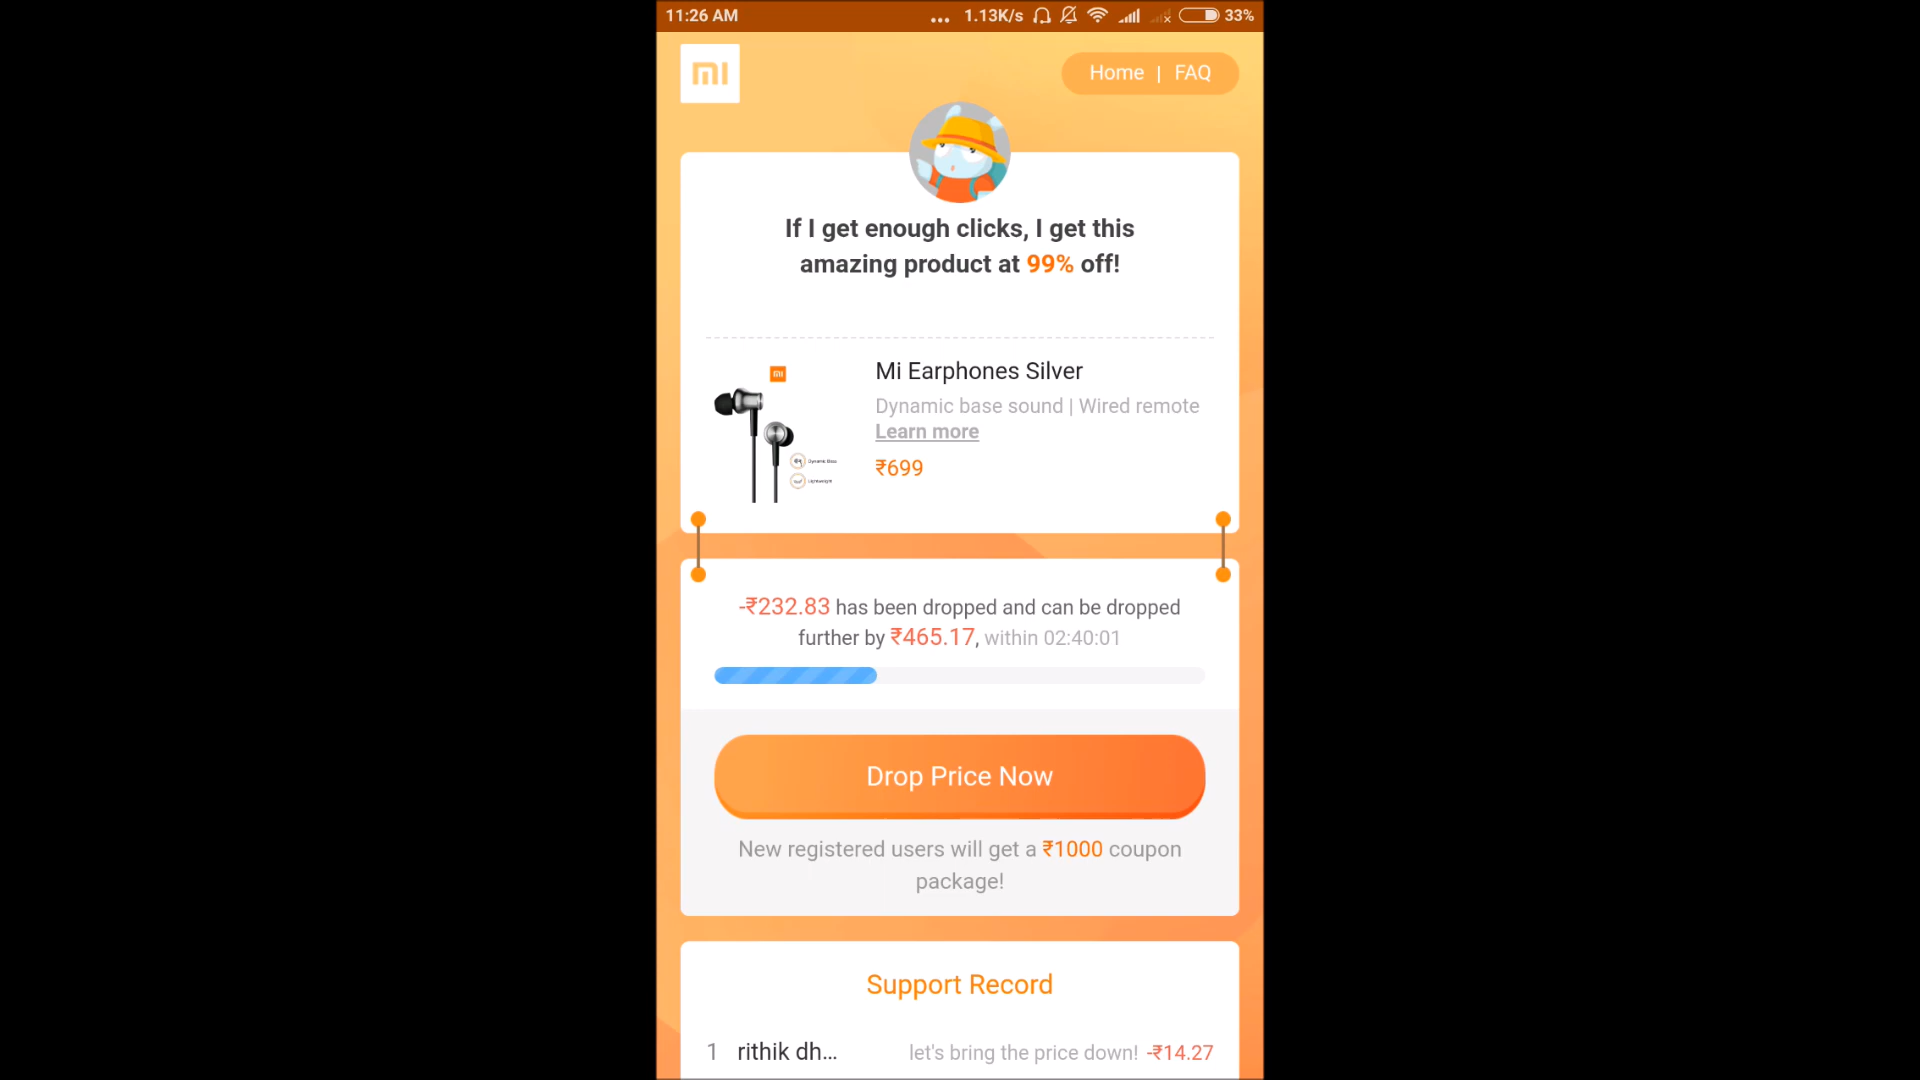 11:26 AM
... 1.13K/s 33%
mi
Home | FAQ
If I get enough clicks, I get this
amazing product at 99% off!
mi
Mi Earphones Silver
Dynamic base sound | Wired remote
Learn more
₹699
Dynamic Bass
Lightweight
-₹232.83 has been dropped and can be dropped
further by ₹465.17, within 02:40:01
Drop Price Now
New registered users will get a ₹1000 coupon
package!
Support Record
1 rithik dh... let's bring the price down! -₹14.27